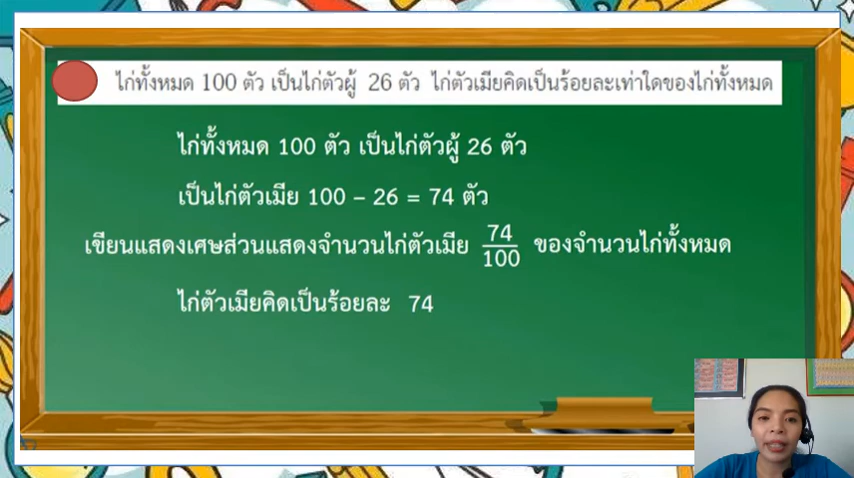 ไก่ทั้งหมด 100 ตัว เป็นไก่ตัวผู้ 26 ตัว ไก่ตัวเมียคิดเป็นร้อยละเท่าใดของไก่ทั้งหมด
ไก่ทั้งหมด 100 ตัว เป็นไก่ตัวผู้ 26 ตัว
เป็นไก่ตัวเมีย 100 – 26 = 74 ตัว
เขียนแสดงเศษส่วนแสดงจำนวนไก่ตัวเมีย 74/100 ของจำนวนไก่ทั้งหมด
ไก่ตัวเมียคิดเป็นร้อยละ 74